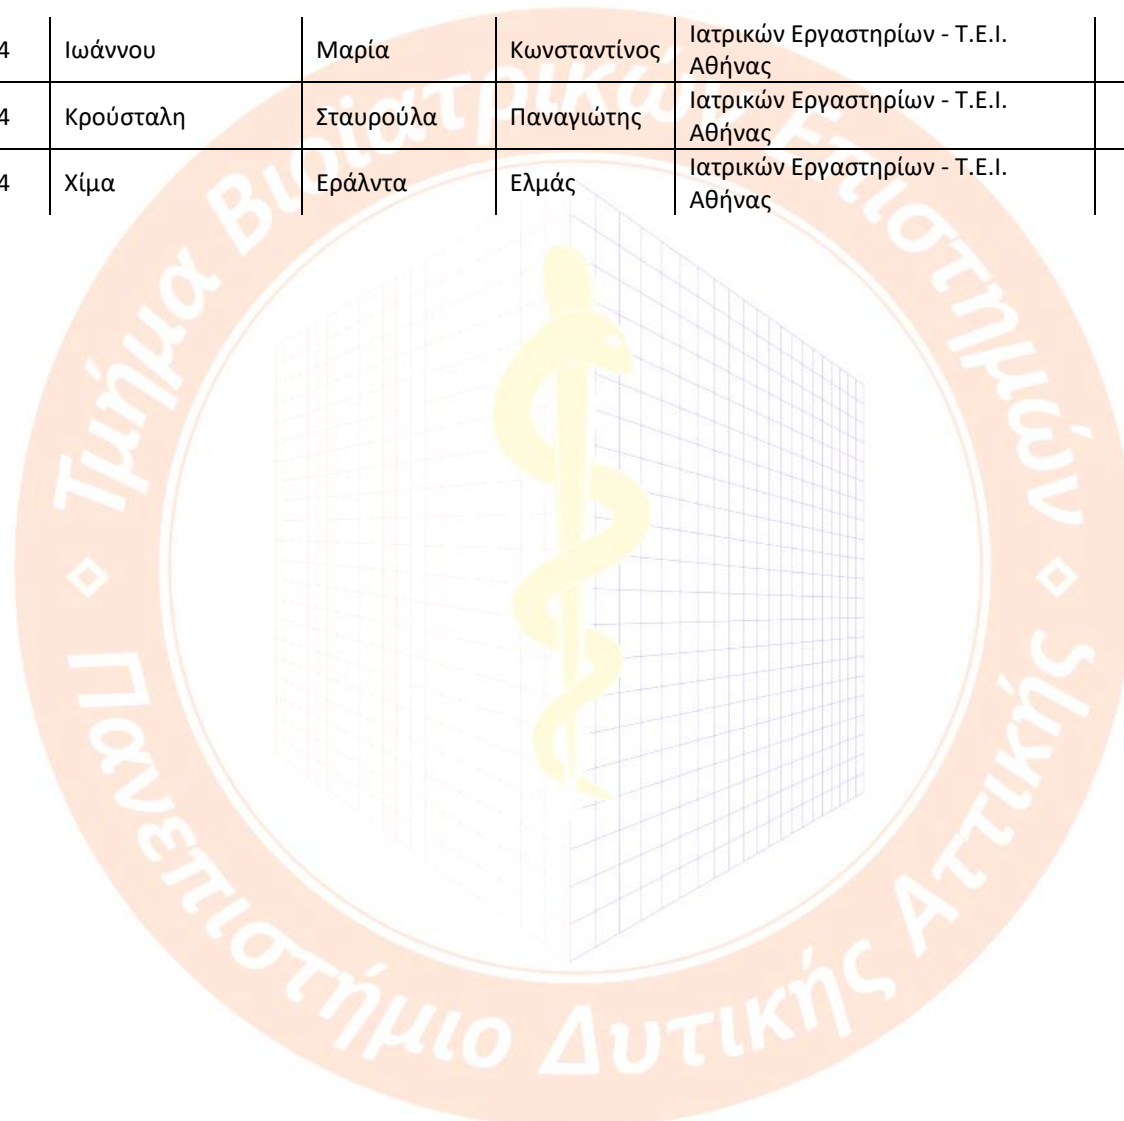 4 Ιωάννου Μαρία Κωνσταντίνος Ιατρικών Εργαστηρίων - Τ.Ε.Ι.
Αθήνας
4 Κρούσταλη Σταυρούλα Παναγιώτης Ιατρικών Εργαστηρίων - Τ.Ε.Ι.
Αθήνας
4 Χίμα Εράλντα Ελμάς Ιατρικών Εργαστηρίων - Τ.Ε.Ι.
Αθήνας
Τμήμα Βιοϊατρικών Επιστημών
Πανεπιστήμιο Δυτικής Αττικής